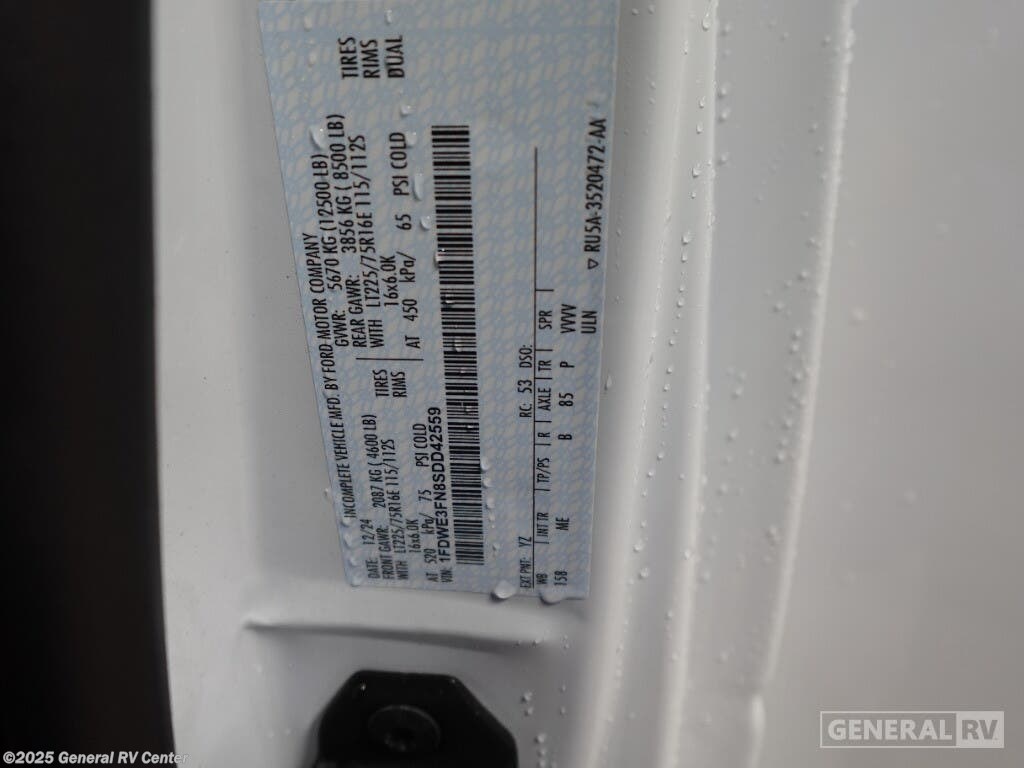 INCOMPLETE VEHICLE MFD. BY FORD MOTOR COMPANY
DATE: 12/24 GVWR: 5670 KG (12500 LB)
FRONT GAWR: 2087 KG ( 4600 LB) REAR GAWR: 3856 KG ( 8500 LB)
WITH LT225/75R16E 115/112S TIRES WITH LT225/75R16E 115/112S TIRES
16x6.0K RIMS 16x6.0K RIMS
AT 520 kPa/ 75 PSI COLD AT 450 kPa/ 65 PSI COLD DUAL
VIN: 1FDWE3FN8SDD42559
EXT PNT: YZ RC: 53 DSO:
WB INT TR TP/PS R AXLE TR SPR
158 ME B 85 P VVVV
ULN
▽ RU5A-3520472-AA
GENERAL RV
©2025 General RV Center